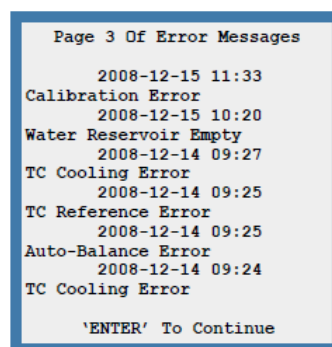 Page 3 Of Error Messages
2008-12-15 11:33
Calibration Error
2008-12-15 10:20
Water Reservoir Empty
2008-12-14 09:27
TC Cooling Error
2008-12-14 09:25
TC Reference Error
2008-12-14 09:25
Auto-Balance Error
2008-12-14 09:24
TC Cooling Error
'ENTER' To Continue